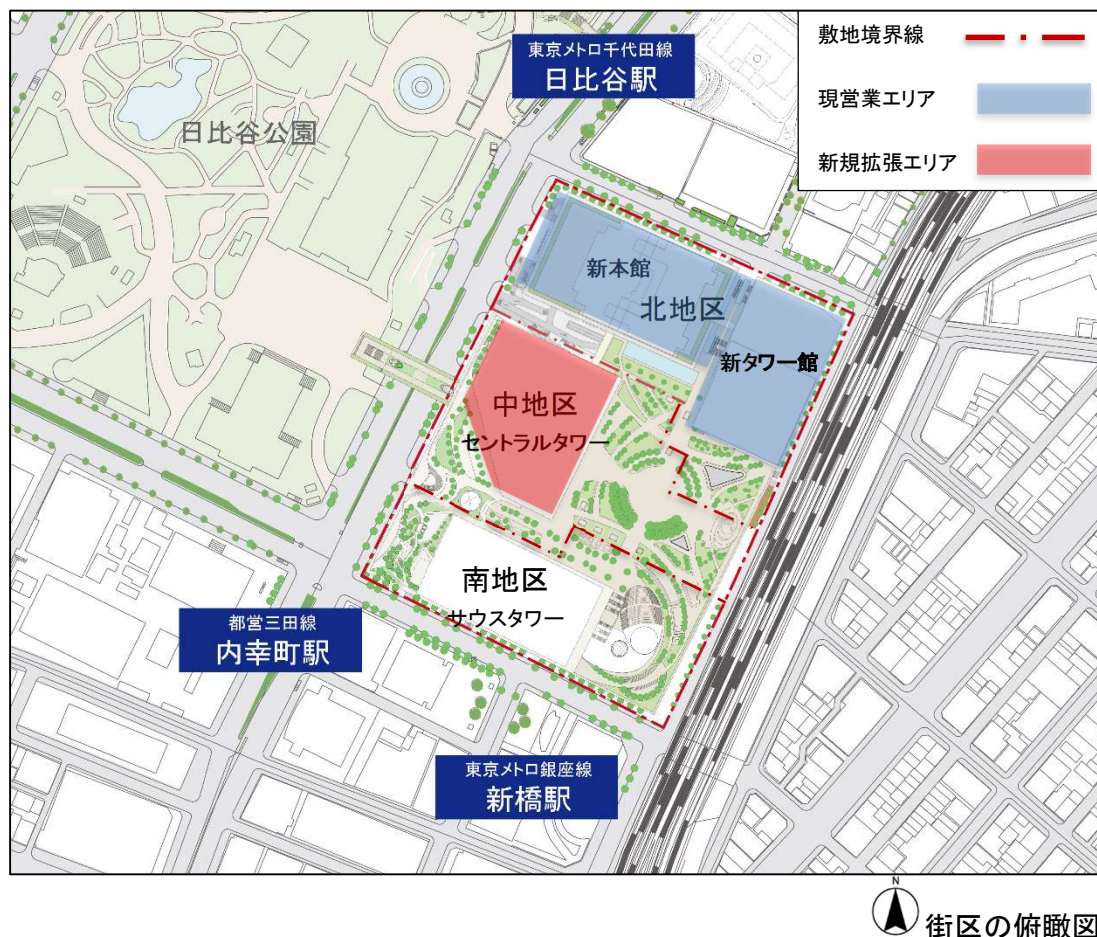 東京メトロ千代田線
日比谷駅
敷地境界線
現営業エリア
新規拡張エリア
日比谷公園
新本館
北地区
新タワー館
中地区
セントラルタワー
南地区
サウスタワー
都営三田線
内幸町駅
東京メトロ銀座線
新橋駅
N
街区の俯瞰図